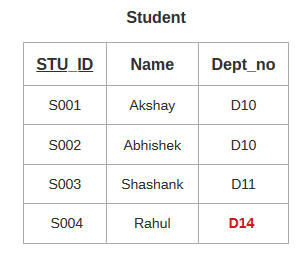 Student
STU_ID Name Dept_no
S001 Akshay D10
S002 Abhishek D10
S003 Shashank D11
S004 Rahul D14